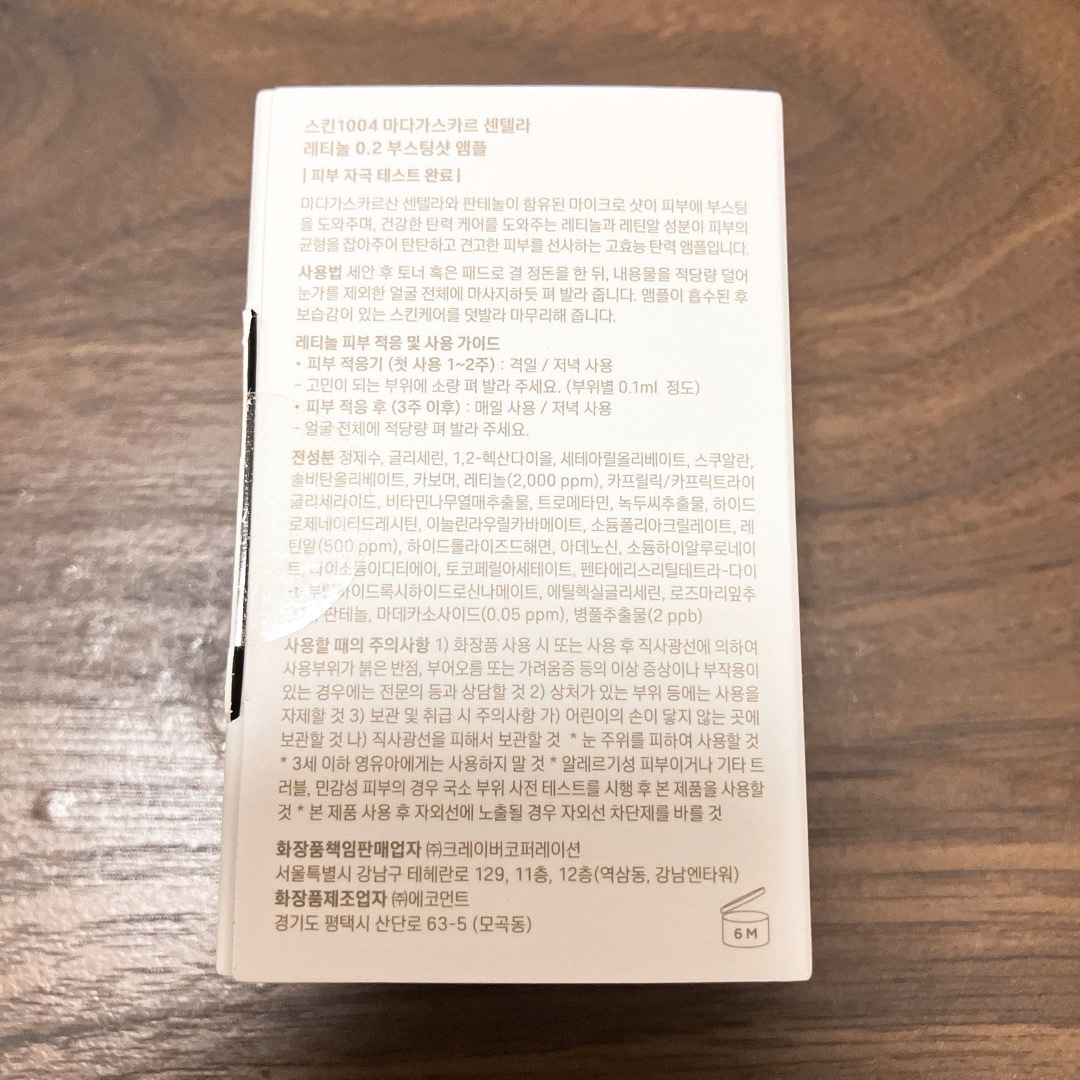 스킨1004 마다가스카르 센텔라
레티놀 0.2 부스팅샷 앰플
| 피부 자극 테스트 완료 |
마다가스카르산 센텔라와 판테놀이 함유된 마이크로 샷이 피부에 부스팅
을 도와주며, 건강한 탄력 케어를 도와주는 레티놀과 레틴알 성분이 피부의
균형을 잡아주어 탄탄하고 견고한 피부를 선사하는 고효능 탄력 앰플입니다.
사용법 세안 후 토너 혹은 패드로 결 정돈을 한 뒤, 내용물을 적당량 덜어
눈가를 제외한 얼굴 전체에 마사지하듯 펴 발라 줍니다. 앰플이 흡수된 후
보습감이 있는 스킨케어를 덧발라 마무리해 줍니다.
레티놀 피부 적응 및 사용 가이드
• 피부 적응기 (첫 사용 1~2주) : 격일 / 저녁 사용
- 고민이 되는 부위에 소량 펴 발라 주세요. (부위별 0.1ml 정도)
• 피부 적응 후 (3주 이후) : 매일 사용 / 저녁 사용
- 얼굴 전체에 적당량 펴 발라 주세요.
전성분 정제수, 글리세린, 1,2-헥산다이올, 세테아릴올리베이트, 스쿠알란,
솔비탄올리베이트, 카보머, 레티놀(2,000 ppm), 카프릴릭/카프릭트라이
글리세라이드, 비타민나무열매추출물, 트로메타민, 녹두씨추출물, 하이드
로제네이티드레시틴, 이눌린라우릴카바메이트, 소듐폴리아크릴레이트, 레
틴알(500 ppm), 하이드롤라이즈드해면, 아데노신, 소듐하이알루로네이
트, 다이소듐이디티에이, 토코페릴아세테이트, 펜타에리스리틸테트라-다이
-t-부틸하이드록시하이드로신나메이트, 에틸헥실글리세린, 로즈마리잎추
판테놀, 마데카소사이드(0.05 ppm), 병풀추출물(2 ppb)
사용할 때의 주의사항 1) 화장품 사용 시 또는 사용 후 직사광선에 의하여
사용부위가 붉은 반점, 부어오름 또는 가려움증 등의 이상 증상이나 부작용이
있는 경우에는 전문의 등과 상담할 것 2) 상처가 있는 부위 등에는 사용을
자제할 것 3) 보관 및 취급 시 주의사항 가) 어린이의 손이 닿지 않는 곳에
보관할 것 나) 직사광선을 피해서 보관할 것 * 눈 주위를 피하여 사용할 것
* 3세 이하 영유아에게는 사용하지 말 것 * 알레르기성 피부이거나 기타 트
러블, 민감성 피부의 경우 국소 부위 사전 테스트를 시행 후 본 제품을 사용할
것 * 본 제품 사용 후 자외선에 노출될 경우 자외선 차단제를 바를 것
화장품책임판매업자 ㈜크레이버코퍼레이션
서울특별시 강남구 테헤란로 129, 11층, 12층(역삼동, 강남엔타워)
화장품제조업자 ㈜에코먼트
경기도 평택시 산단로 63-5 (모곡동)
6 M